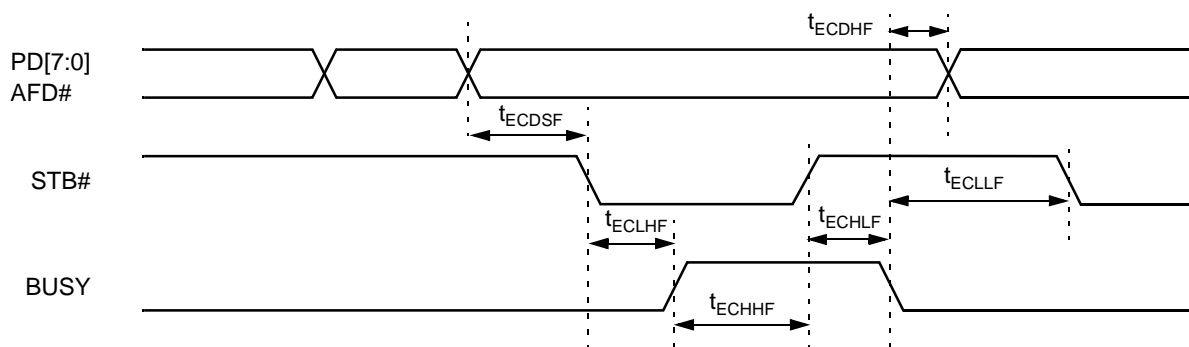 t_ECDHF
PD[7:0]
AFD#
t_ECDSF
STB#
t_ECLLF
t_ECLHF
t_ECHLF
BUSY
t_ECHHF